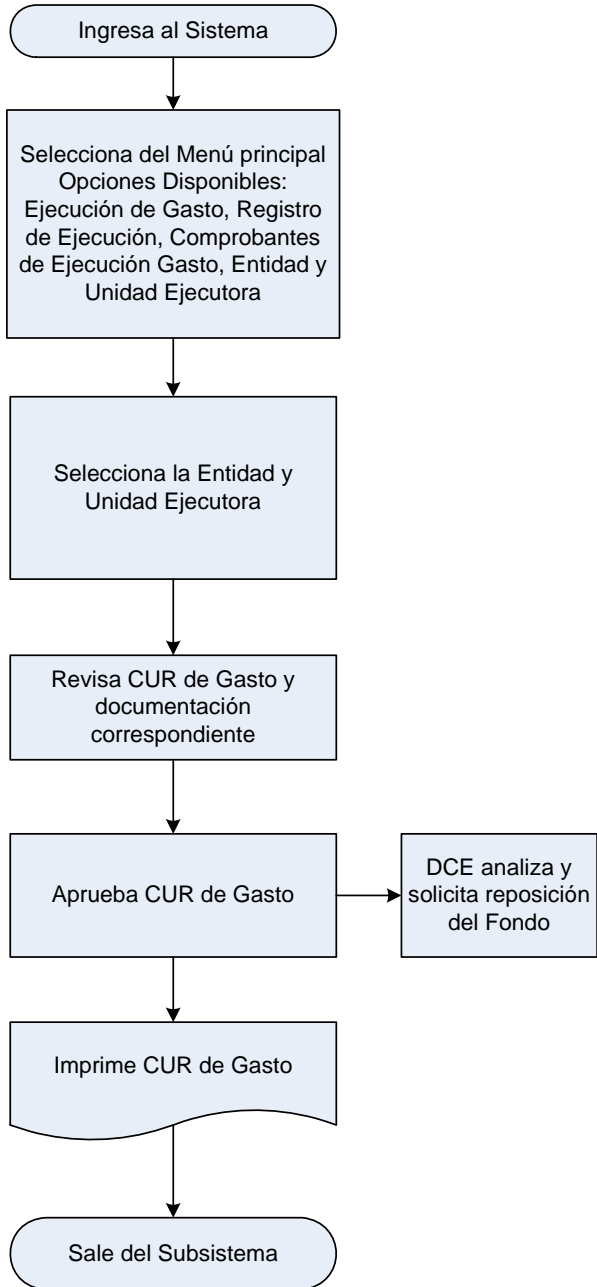 Ingresa al Sistema
Selecciona del Menú principal
Opciones Disponibles:
Ejecución de Gasto, Registro
de Ejecución, Comprobantes
de Ejecución Gasto, Entidad y
Unidad Ejecutora
Selecciona la Entidad y
Unidad Ejecutora
Revisa CUR de Gasto y
documentación
correspondiente
Aprueba CUR de Gasto
DCE analiza y
solicita reposición
del Fondo
Imprime CUR de Gasto
Sale del Subsistema